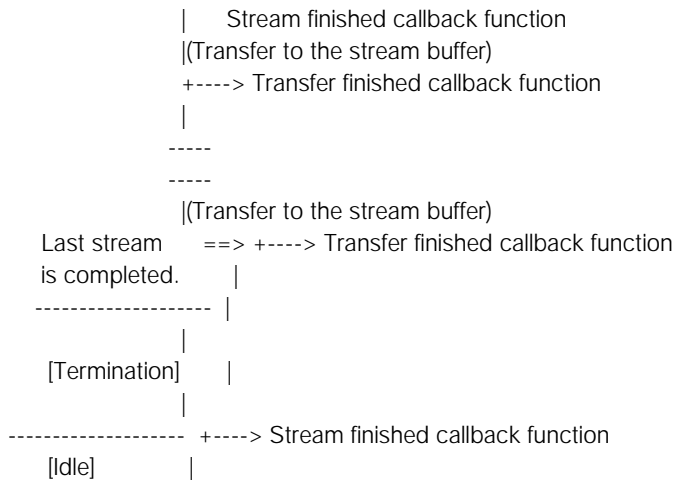 |     Stream finished callback function
|(Transfer to the stream buffer)
+----> Transfer finished callback function
|
-----
-----
|(Transfer to the stream buffer)
Last stream     ==> +----> Transfer finished callback function
is completed.       |
-------------------- |
|
[Termination]      |
|
-------------------- +----> Stream finished callback function
[Idle]          |